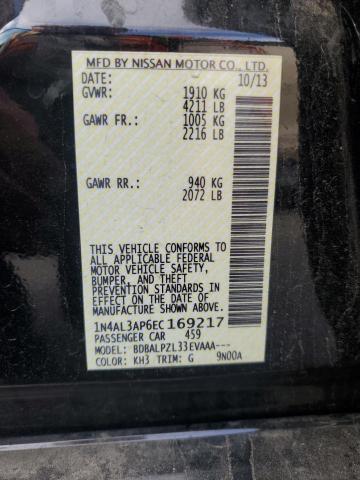 MFD BY NISSAN MOTOR CO., LTD.
DATE: 10/13
GVWR: 1910 KG
4211 LB
GAWR FR.: 1005 KG
2216 LB
GAWR RR.: 940 KG
2072 LB
THIS VEHICLE CONFORMS TO
ALL APPLICABLE FEDERAL
MOTOR VEHICLE SAFETY,
BUMPER, AND THEFT
PREVENTION STANDARDS IN
EFFECT ON THE DATE OF
MANUFACTURE SHOWN ABOVE.
1N4AL3AP6EC169217
PASSENGER CAR 459
MODEL: BDBALPZL33EVAAA---
COLOR: KH3 TRIM: G 9N00A